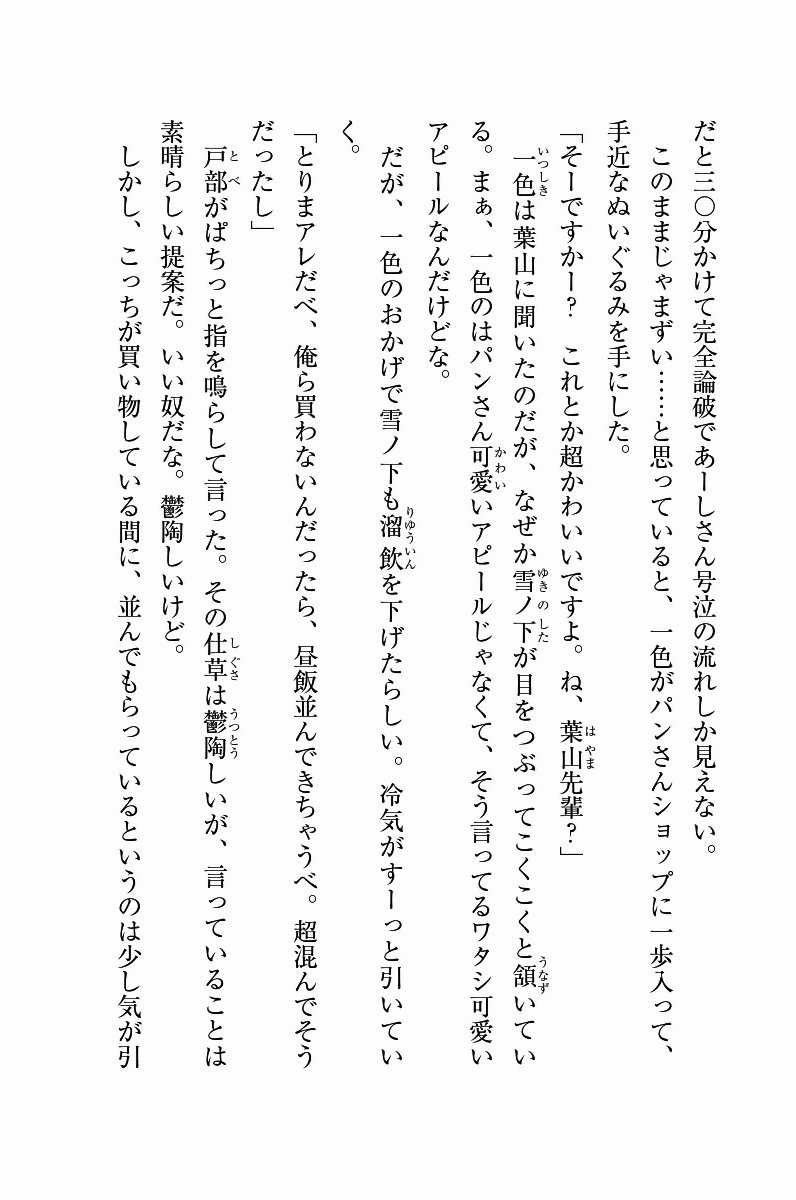 だと三〇分かけて完全論破であーしさん号泣の流れしか見えない。
　このままじゃまずい……と思っていると、一色がパンさんショップに一歩入って、
手近なぬいぐるみを手にした。
「そーですかー？　これとか超かわいいですよ。ね、葉山先輩？」
　一色は葉山に聞いたのだが、なぜか雪ノ下が目をつぶってこくこくと頷いてい
る。まぁ、一色のはパンさん可愛いアピールじゃなくて、そう言ってるワタシ可愛い
アピールなんだけどな。
　だが、一色のおかげで雪ノ下も溜飲を下げたらしい。冷気がすーっと引いてい
く。
「とりまアレだべ、俺ら買わないんだったら、昼飯並んできちゃうべ。超混んでそう
だったし」
　戸部がぱちっと指を鳴らして言った。その仕草は鬱陶しいが、言っていることは
素晴らしい提案だ。いい奴だな。鬱陶しいけど。
　しかし、こっちが買い物している間に、並んでもらっているというのは少し気が引